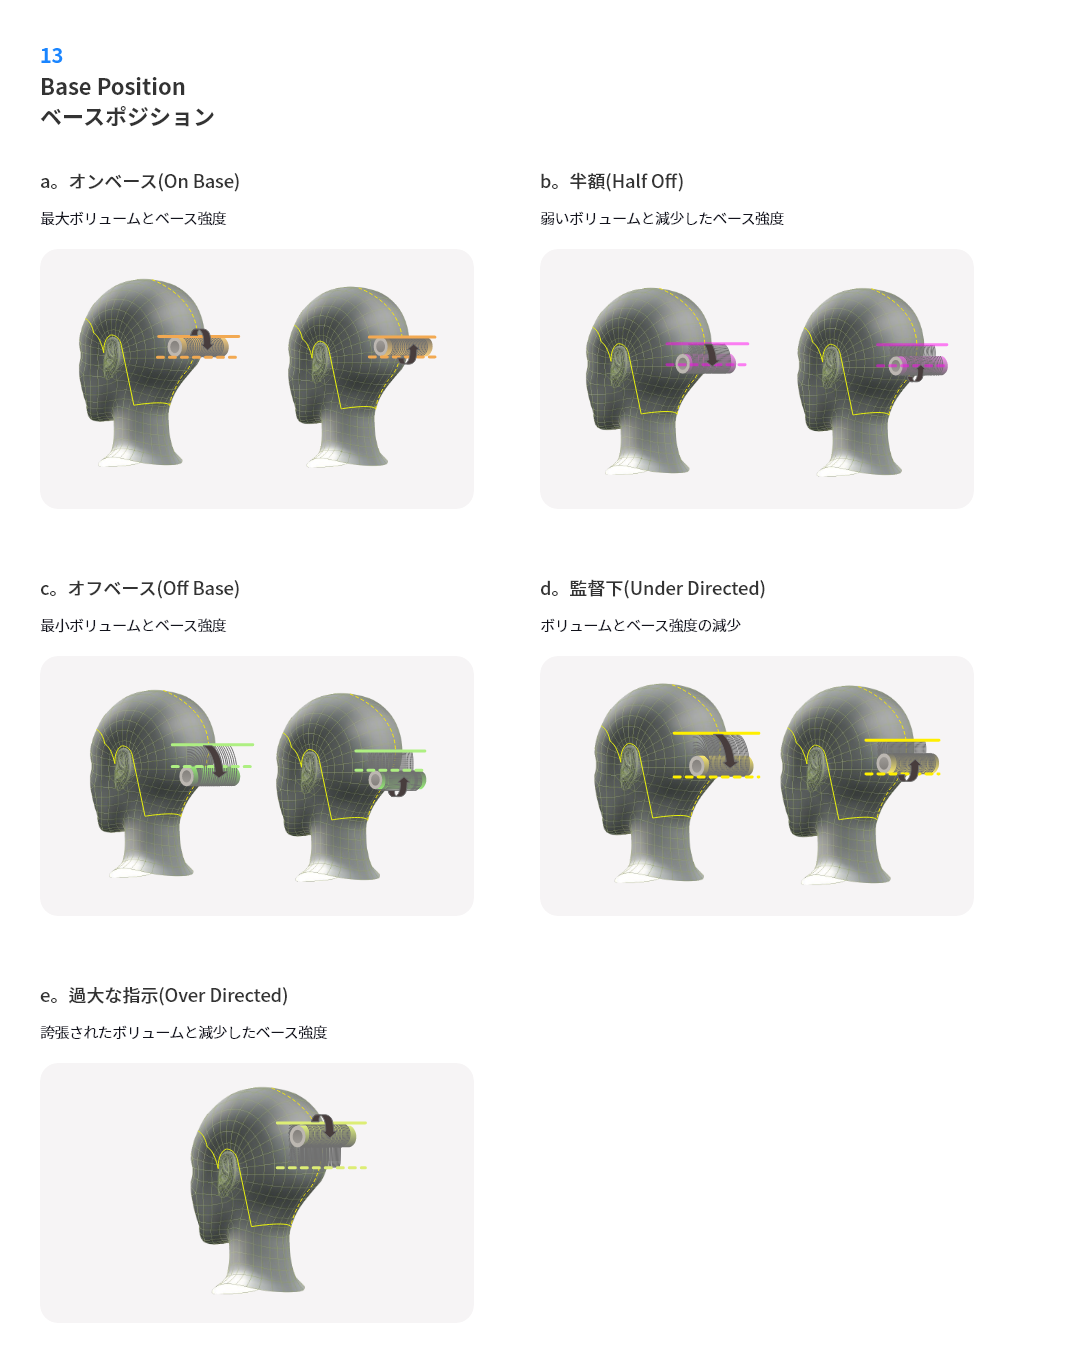 13
Base Position
ベースポジション
a。オンベース(On Base)
最大ボリュームとベース強度
b。半額(Half Off)
弱いボリュームと減少したベース強度
c。オフベース(Off Base)
最小ボリュームとベース強度
d。監督下(Under Directed)
ボリュームとベース強度の減少
e。過大な指示(Over Directed)
誇張されたボリュームと減少したベース強度